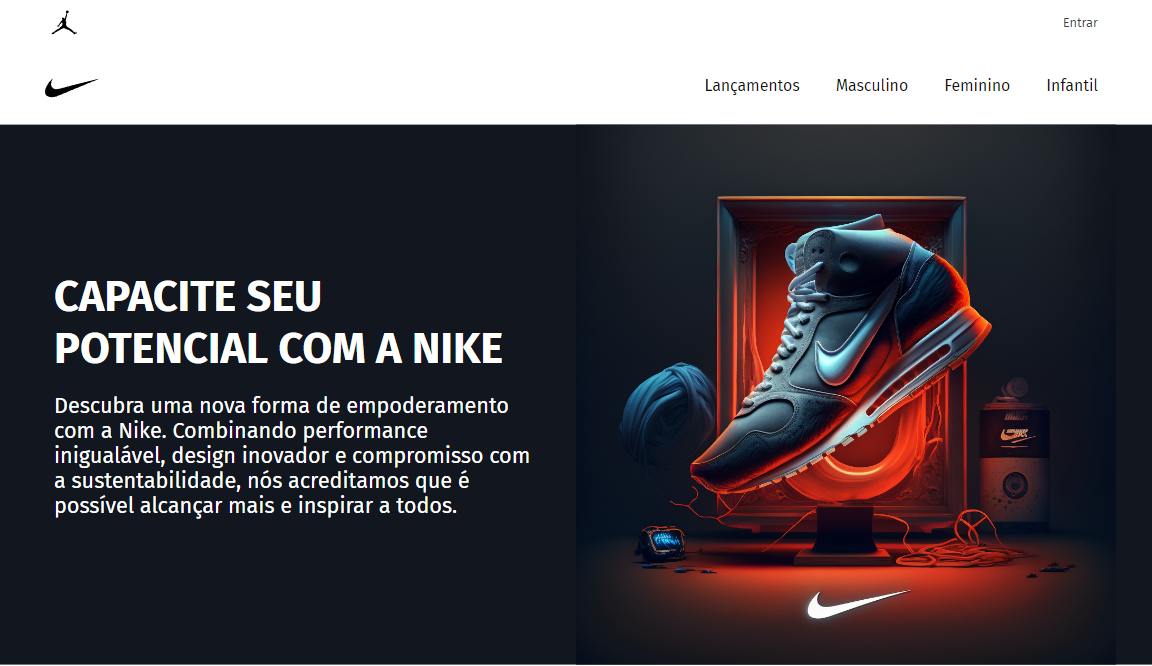 Entrar
Lançamentos Masculino Feminino Infantil
CAPACITE SEU
POTENCIAL COM A NIKE
Descubra uma nova forma de empoderamento
com a Nike. Combinando performance
inigualável, design inovador e compromisso com
a sustentabilidade, nós acreditamos que é
possível alcançar mais e inspirar a todos.